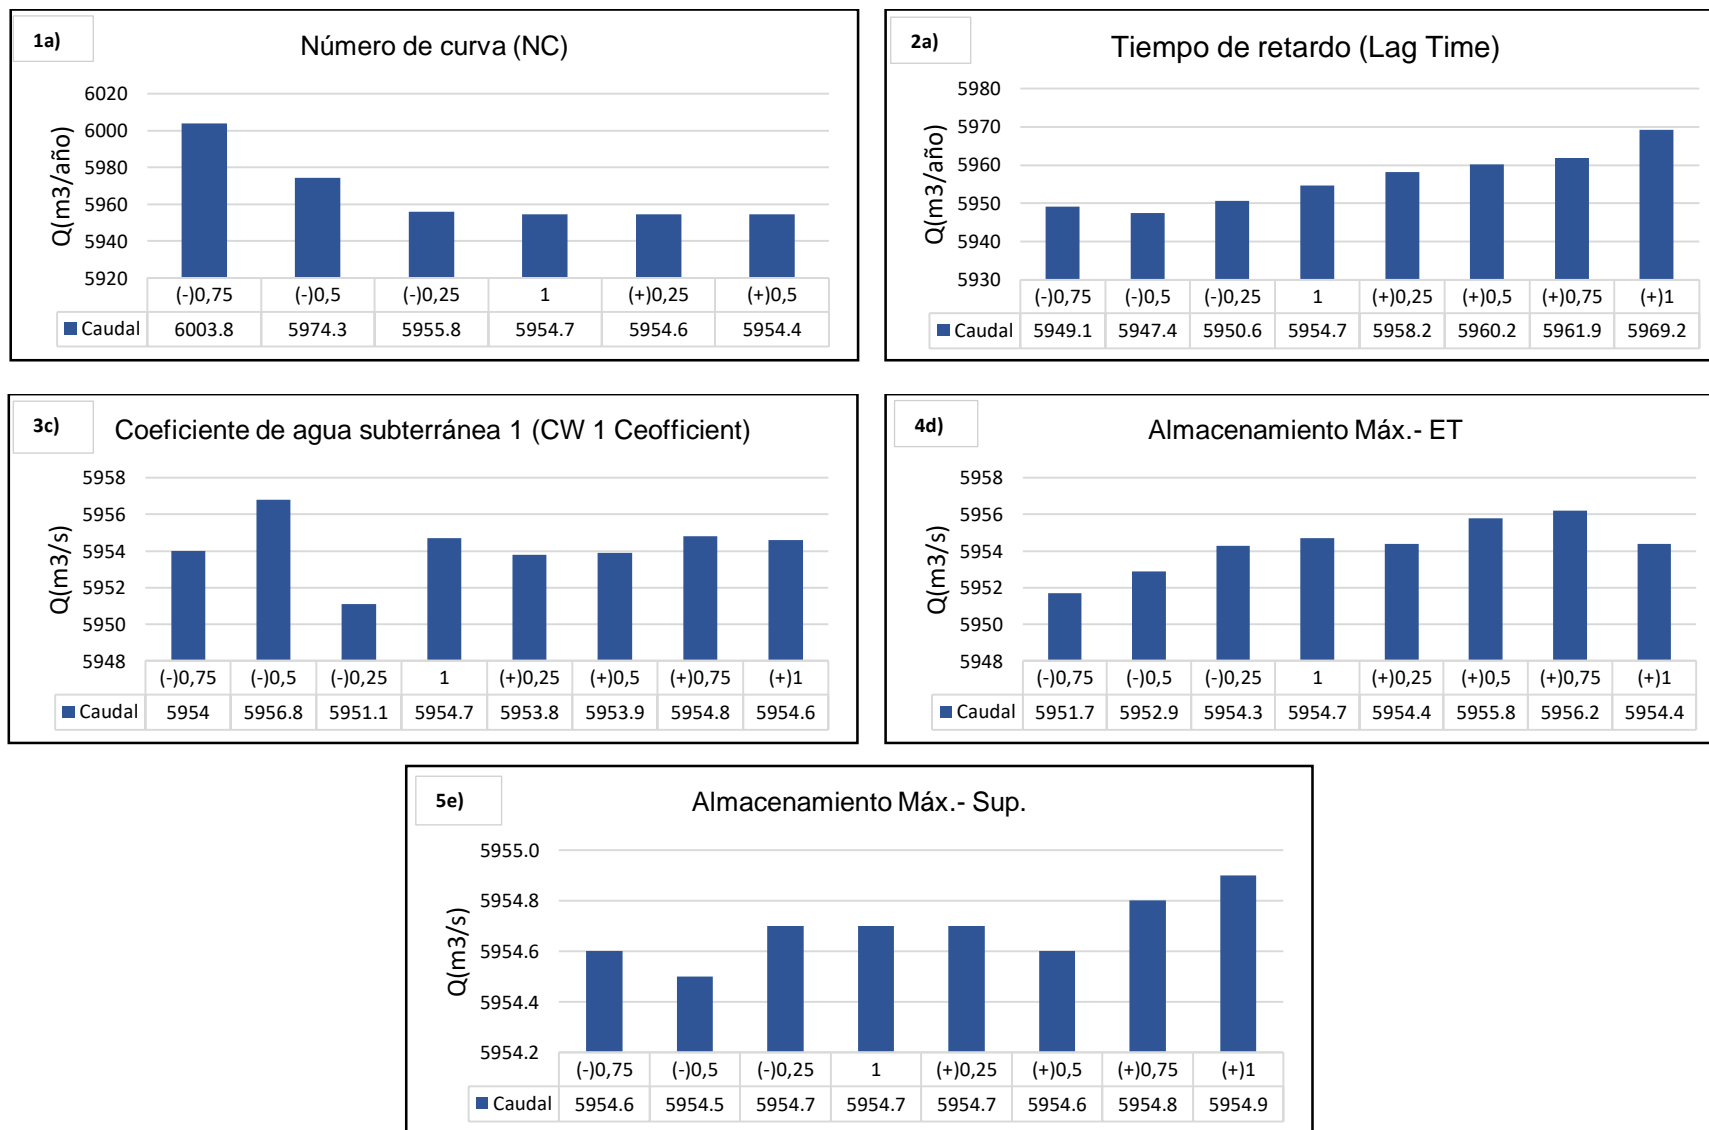 1a)
Número de curva (NC)
Q(m3/año)
6020
6000
5980
5960
5940
5920
(-)0,75 (-)0,5 (-)0,25 1 (+)0,25 (+)0,5
Caudal 6003.8 5974.3 5955.8 5954.7 5954.6 5954.4
2a)
Tiempo de retardo (Lag Time)
Q(m3/año)
5980
5970
5960
5950
5940
5930
(-)0,75 (-)0,5 (-)0,25 1 (+)0,25 (+)0,5 (+)0,75 (+)1
Caudal 5949.1 5947.4 5950.6 5954.7 5958.2 5960.2 5961.9 5969.2
3c)
Coeficiente de agua subterránea 1 (CW 1 Ceofficient)
Q(m3/s)
5958
5956
5954
5952
5950
5948
(-)0,75 (-)0,5 (-)0,25 1 (+)0,25 (+)0,5 (+)0,75 (+)1
Caudal 5954 5956.8 5951.1 5954.7 5953.8 5953.9 5954.8 5954.6
4d)
Almacenamiento Máx.- ET
Q(m3/s)
5958
5956
5954
5952
5950
5948
(-)0,75 (-)0,5 (-)0,25 1 (+)0,25 (+)0,5 (+)0,75 (+)1
Caudal 5951.7 5952.9 5954.3 5954.7 5954.4 5955.8 5956.2 5954.4
5e)
Almacenamiento Máx.- Sup.
Q(m3/s)
5955.0
5954.8
5954.6
5954.4
5954.2
(-)0,75 (-)0,5 (-)0,25 1 (+)0,25 (+)0,5 (+)0,75 (+)1
Caudal 5954.6 5954.5 5954.7 5954.7 5954.7 5954.6 5954.8 5954.9